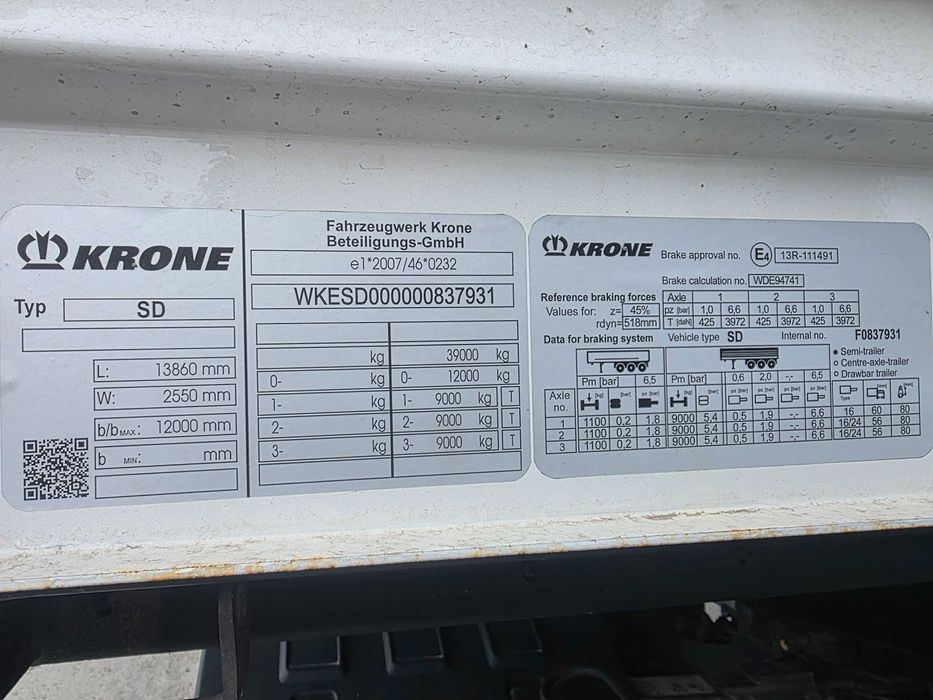 KRONE
Typ SD
L: 13860 mm
W: 2550 mm
b/b MAX: 12000 mm
b MIN: mm
Fahrzeugwerk Krone
Beteiligungs-GmbH
e1*2007/46*0232
WKESD000000837931
kg 39000 kg
0- kg 0- 12000 kg
1- kg 1- 9000 kg T
2- kg 2- 9000 kg T
3- kg 3- 9000 kg T
KRONE
Brake approval no. E4 13R-111491
Brake calculation no. WDE94741
Reference braking forces
Values for: z= 45%
rdyn= 518mm
Axle 1 2 3
pz [bar] 1,0 6,6 1,0 6,6 1,0 6,6
T [daN] 425 3972 425 3972 425 3972
Data for braking system
Vehicle type SD Internal no. F0837931
Semi-trailer
Centre-axle-trailer
Drawbar trailer
Pm [bar] 6,5 Pm [bar] 0,6 2,0 -,- 6,5
Axle no.
1 1100 0,2 1,8 9000 5.4 0,5 1.9 -,- 6,6 16 60 80
2 1100 0,2 1,8 9000 5.4 0,5 1.9 -,- 6,6 16/24 56 80
3 1100 0,2 1,8 9000 5.4 0,5 1.9 -,- 6,6 16/24 56 80